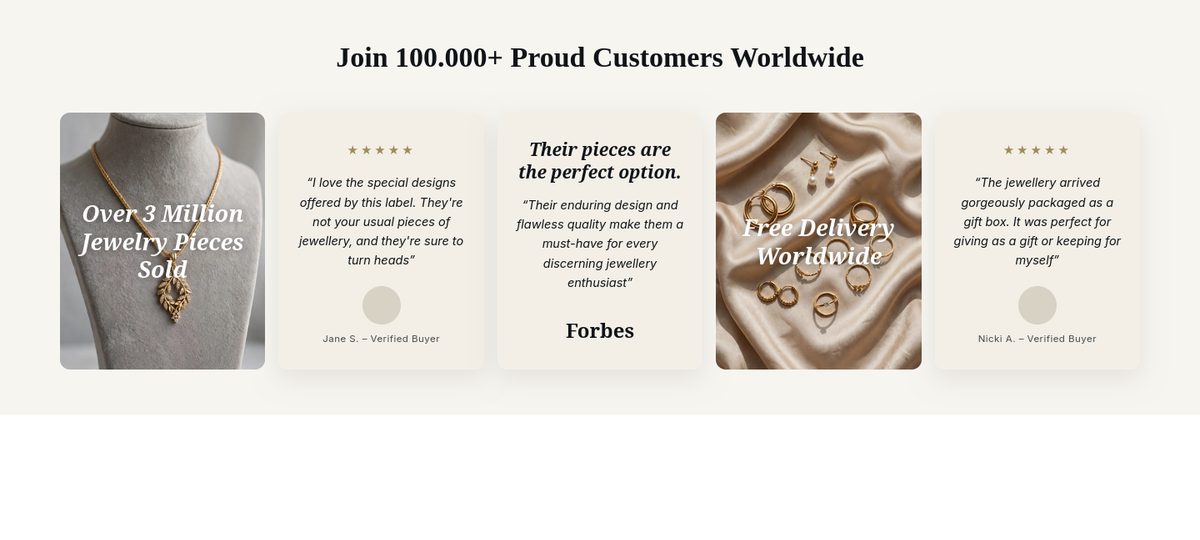 Join 100.000+ Proud Customers Worldwide
Over 3 Million
Jewelry Pieces
Sold
★★★★★
“I love the special designs
offered by this label. They're
not your usual pieces of
jewellery, and they're sure to
turn heads”
Jane S. – Verified Buyer
Their pieces are
the perfect option.
“Their enduring design and
flawless quality make them a
must-have for every
discerning jewellery
enthusiast”
Forbes
Free Delivery
Worldwide
★★★★★
“The jewellery arrived
gorgeously packaged as a
gift box. It was perfect for
giving as a gift or keeping for
myself”
Nicki A. – Verified Buyer